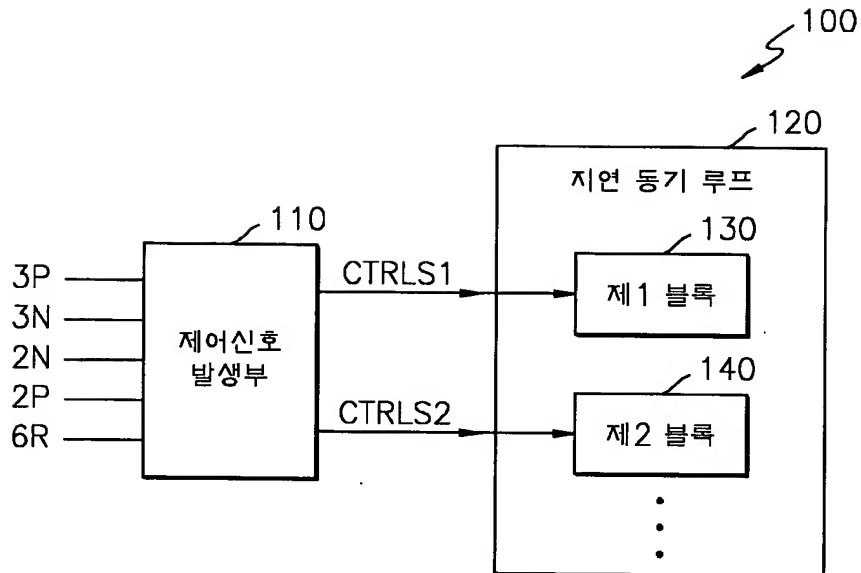 100
120
지연 동기 루프
110
130
3P
3N
2N
2P
6R
제어신호
발생부
CTRLS1
제1 블록
140
CTRLS2
제2 블록